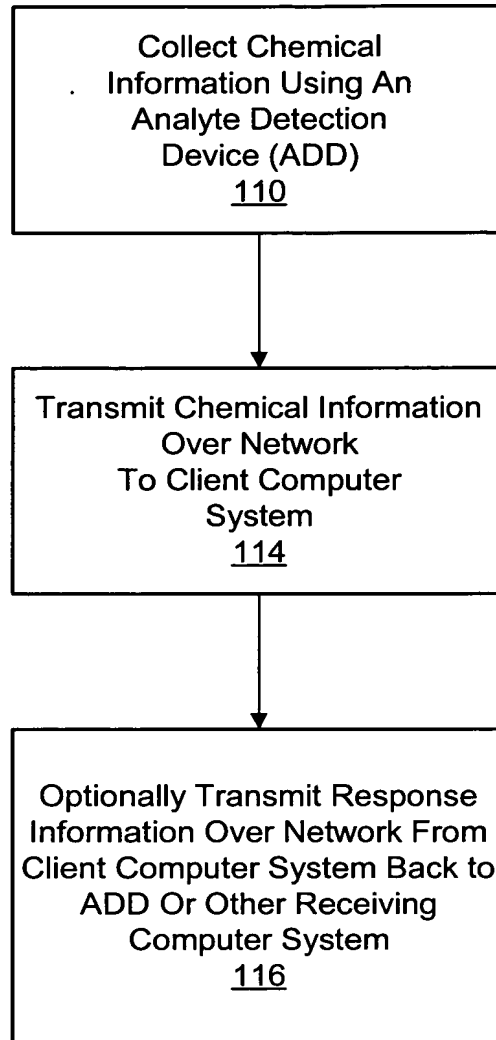 Collect Chemical
Information Using An
Analyte Detection
Device (ADD)
110
Transmit Chemical Information
Over Network
To Client Computer
System
114
Optionally Transmit Response
Information Over Network From
Client Computer System Back to
ADD Or Other Receiving
Computer System
116